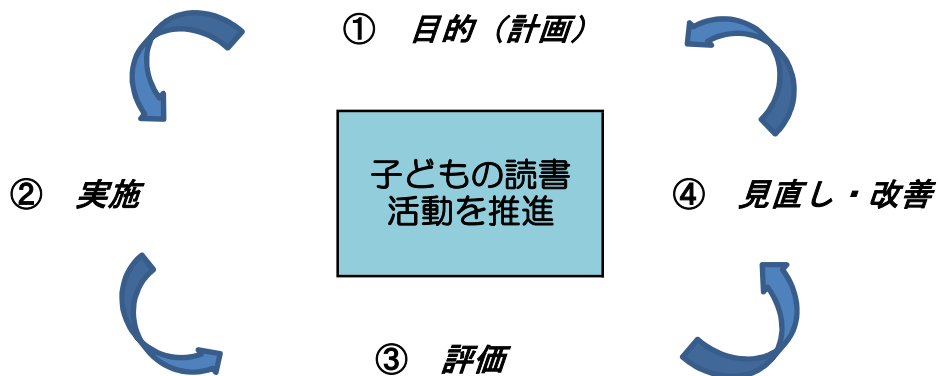 ① 目的（計画）
② 実施
子どもの読書
活動を推進
④ 見直し・改善
③ 評価